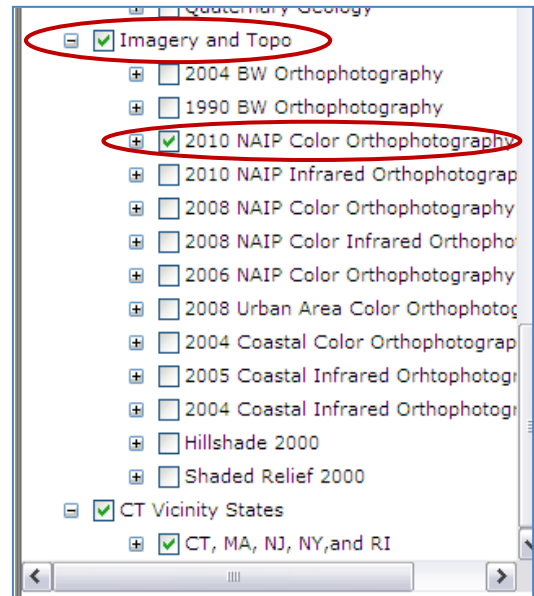 Quaternary Geology
Imagery and Topo
2004 BW Orthophotography
1990 BW Orthophotography
2010 NAIP Color Orthophotography
2010 NAIP Infrared Orthophotograp
2008 NAIP Color Orthophotography
2008 NAIP Color Infrared Orthopho
2006 NAIP Color Orthophotography
2008 Urban Area Color Orthophotog
2004 Coastal Color Orthophotograp
2005 Coastal Infrared Orhtophotogr
2004 Coastal Infrared Orthophotogr
Hillshade 2000
Shaded Relief 2000
CT Vicinity States
CT, MA, NJ, NY,and RI